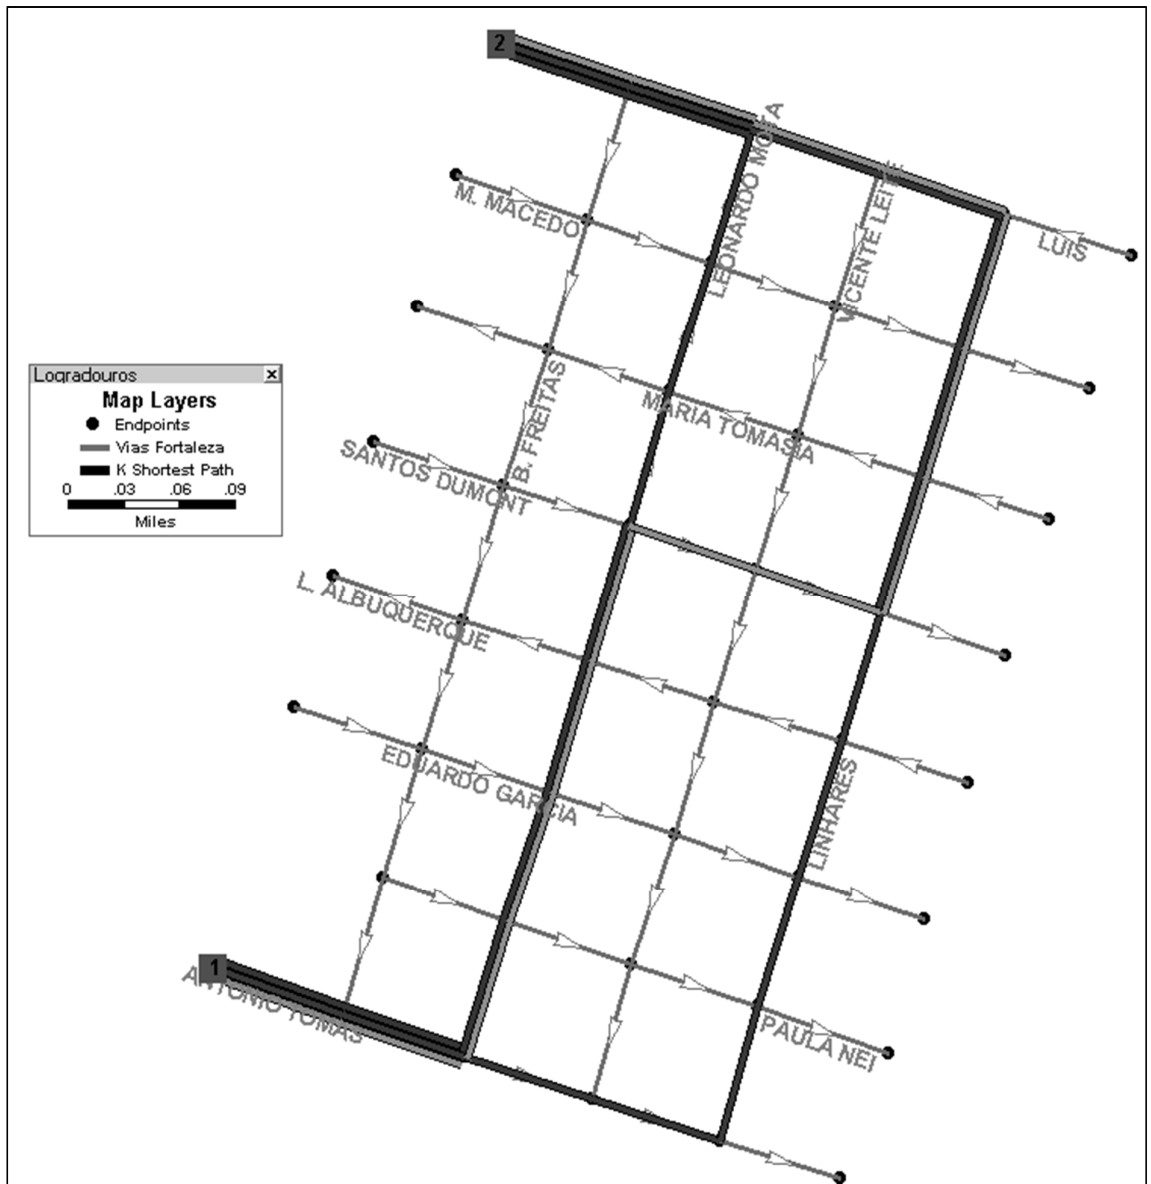 2
LEONARDO MOTA
VICENTE LEITE
M. MACEDO
LUIS
Logradouros
Map Layers
Endpoints
Vias Fortaleza
K Shortest Path
0 .03 .06 .09
Miles
B. FREITAS
MARIA TOMASIA
SANTOS DUMONT
L. ALBUQUERQUE
EDUARDO GARCIA
LINHARES
1
ANTONIO TOMAS
PAULA NEI